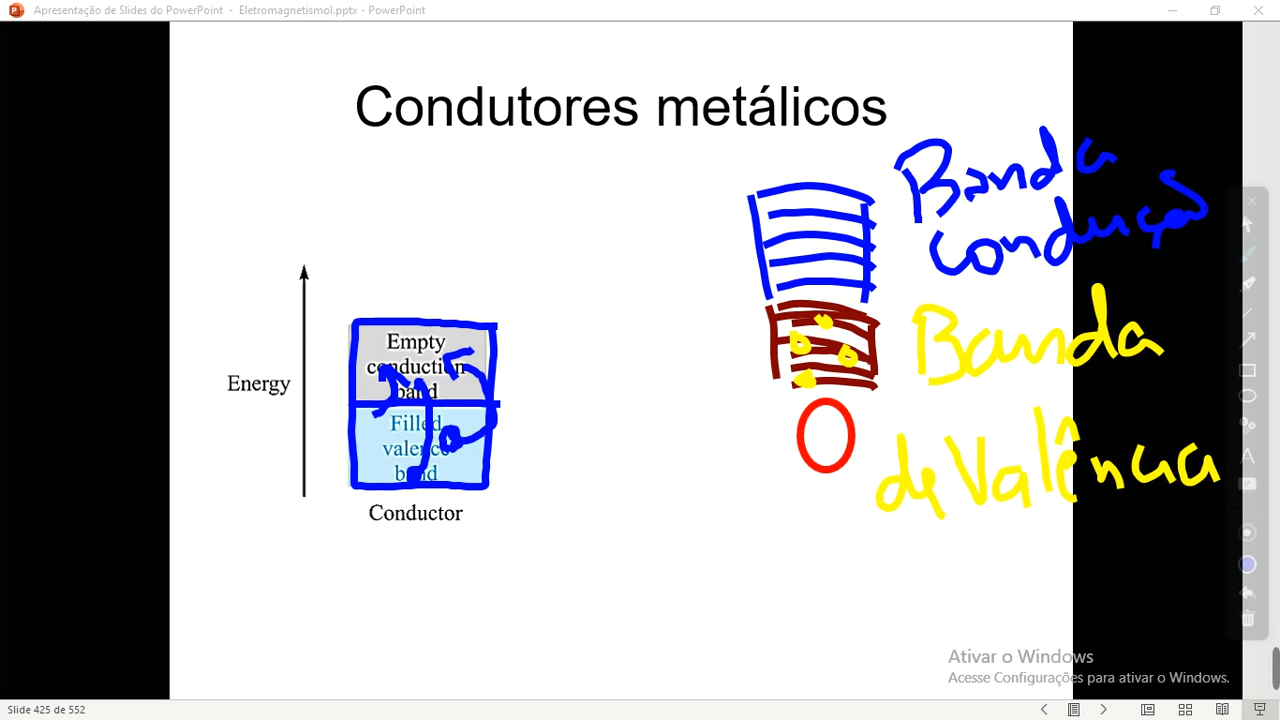 Apresentação de Slides do PowerPoint - Eletromagnetismol.pptx - PowerPoint
Condutores metálicos
Banda
condução
Energy
Empty
conduction
band
Filled
valence
band
Conductor
Banda
de Valência
Ativar o Windows
Acesse Configurações para ativar o Windows.
Slide 425 de 552